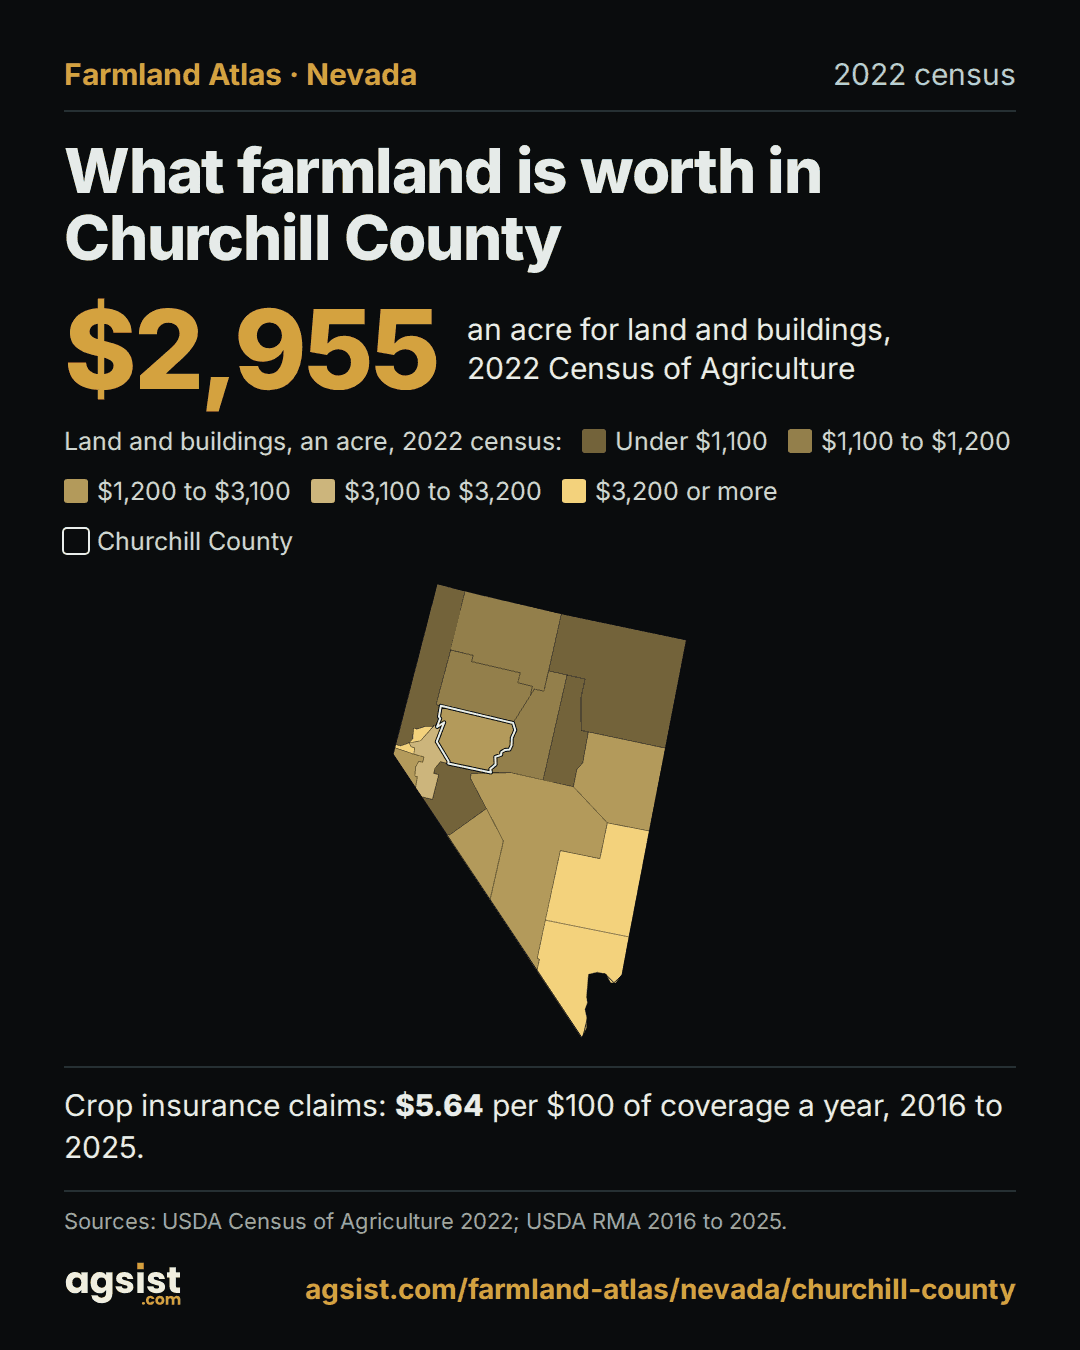 Farmland Atlas · Nevada
2022 census
What farmland is worth in
Churchill County
$2,955
an acre for land and buildings,
2022 Census of Agriculture
Land and buildings, an acre, 2022 census: Under $1,100 $1,100 to $1,200
$1,200 to $3,100 $3,100 to $3,200 $3,200 or more
Churchill County
Crop insurance claims: $5.64 per $100 of coverage a year, 2016 to
2025.
Sources: USDA Census of Agriculture 2022; USDA RMA 2016 to 2025.
agsist
.com
agsist.com/farmland-atlas/nevada/churchill-county